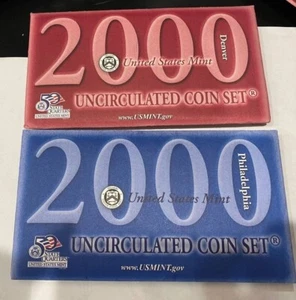 2000
Denver
United States Mint
UNCIRCULATED COIN SET®
www.USMINT.gov
2000
Philadelphia
United States Mint
UNCIRCULATED COIN SET®
www.USMINT.gov